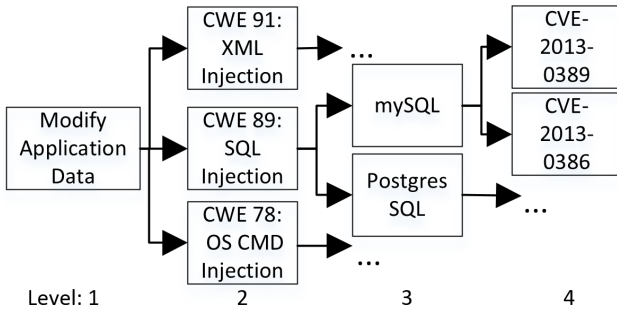 Modify
Application
Data
CWE 91:
XML
Injection
...
CWE 89:
SQL
Injection
CWE 78:
OS CMD
Injection
...
mySQL
Postgres
SQL
...
CVE-
2013-
0389
CVE-
2013-
0386
Level: 1 2 3 4